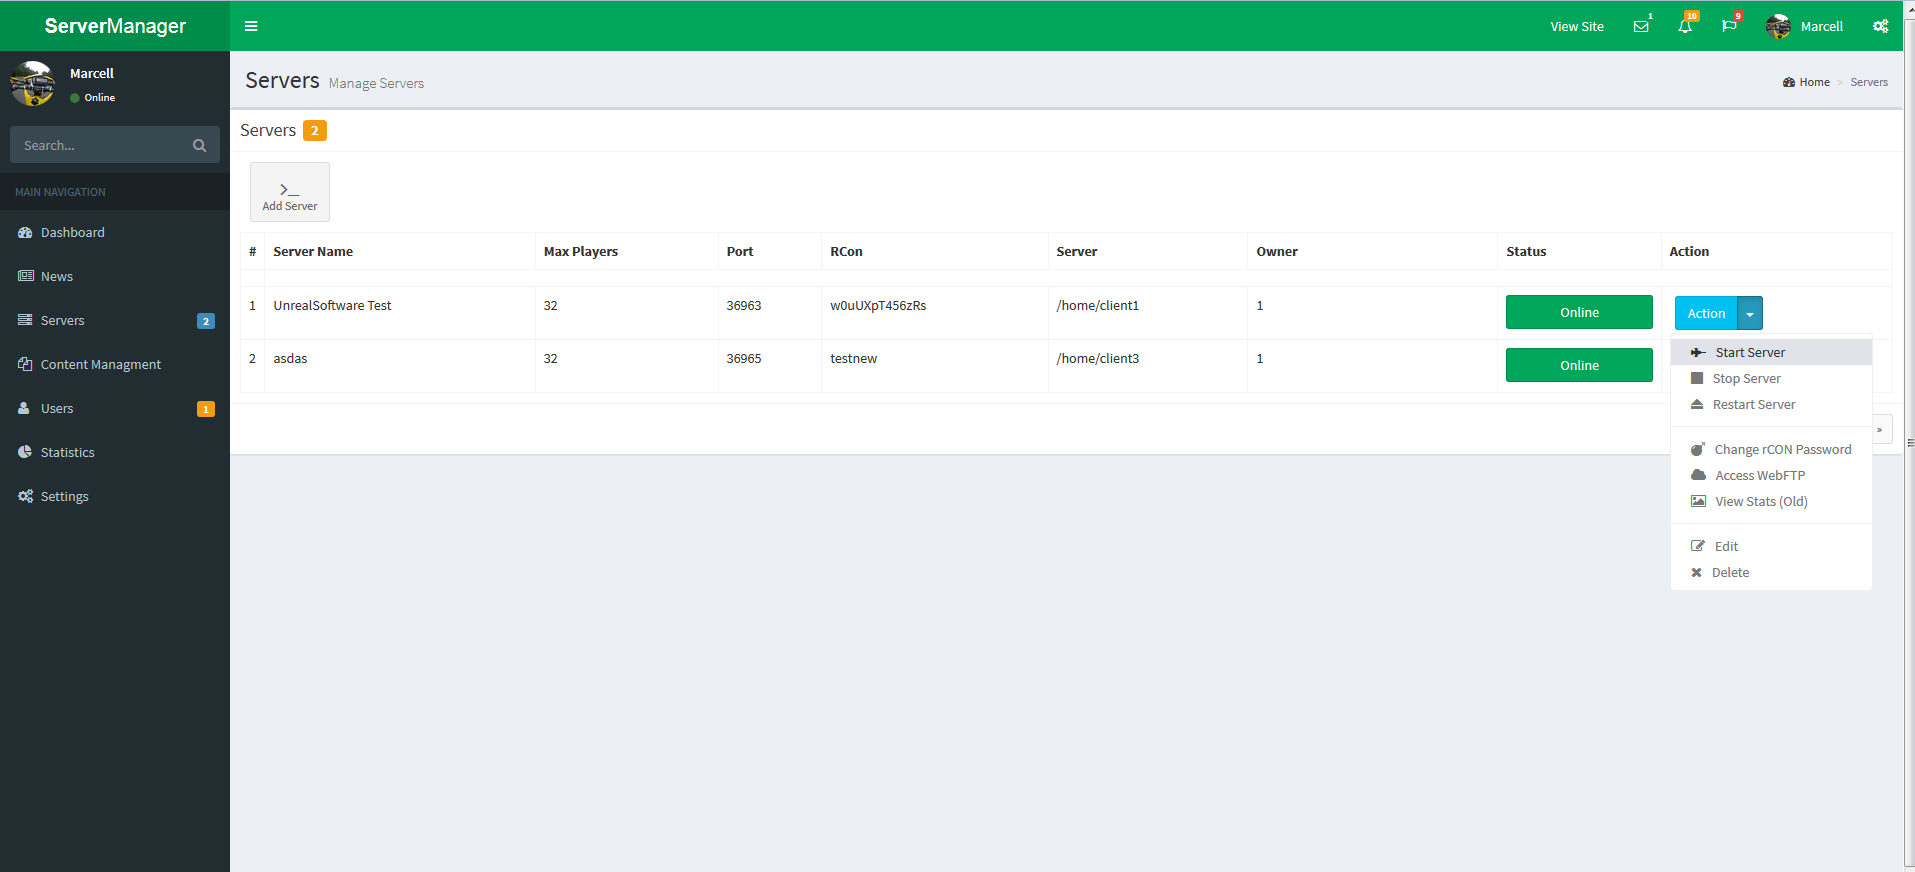 ServerManager
View Site
1
10
9
Marcell
Marcell
Online
Search...
MAIN NAVIGATION
Dashboard
News
Servers 2
Content Managment
Users 1
Statistics
Settings
Servers Manage Servers
Home > Servers
Servers 2
>_
Add Server
# Server Name Max Players Port RCon Server Owner Status Action
1 UnrealSoftware Test 32 36963 w0uUXpT456zRs /home/client1 1 Online Action
2 asdas 32 36965 testnew /home/client3 1 Online
Start Server
Stop Server
Restart Server
»
Change rCON Password
Access WebFTP
View Stats (Old)
Edit
Delete